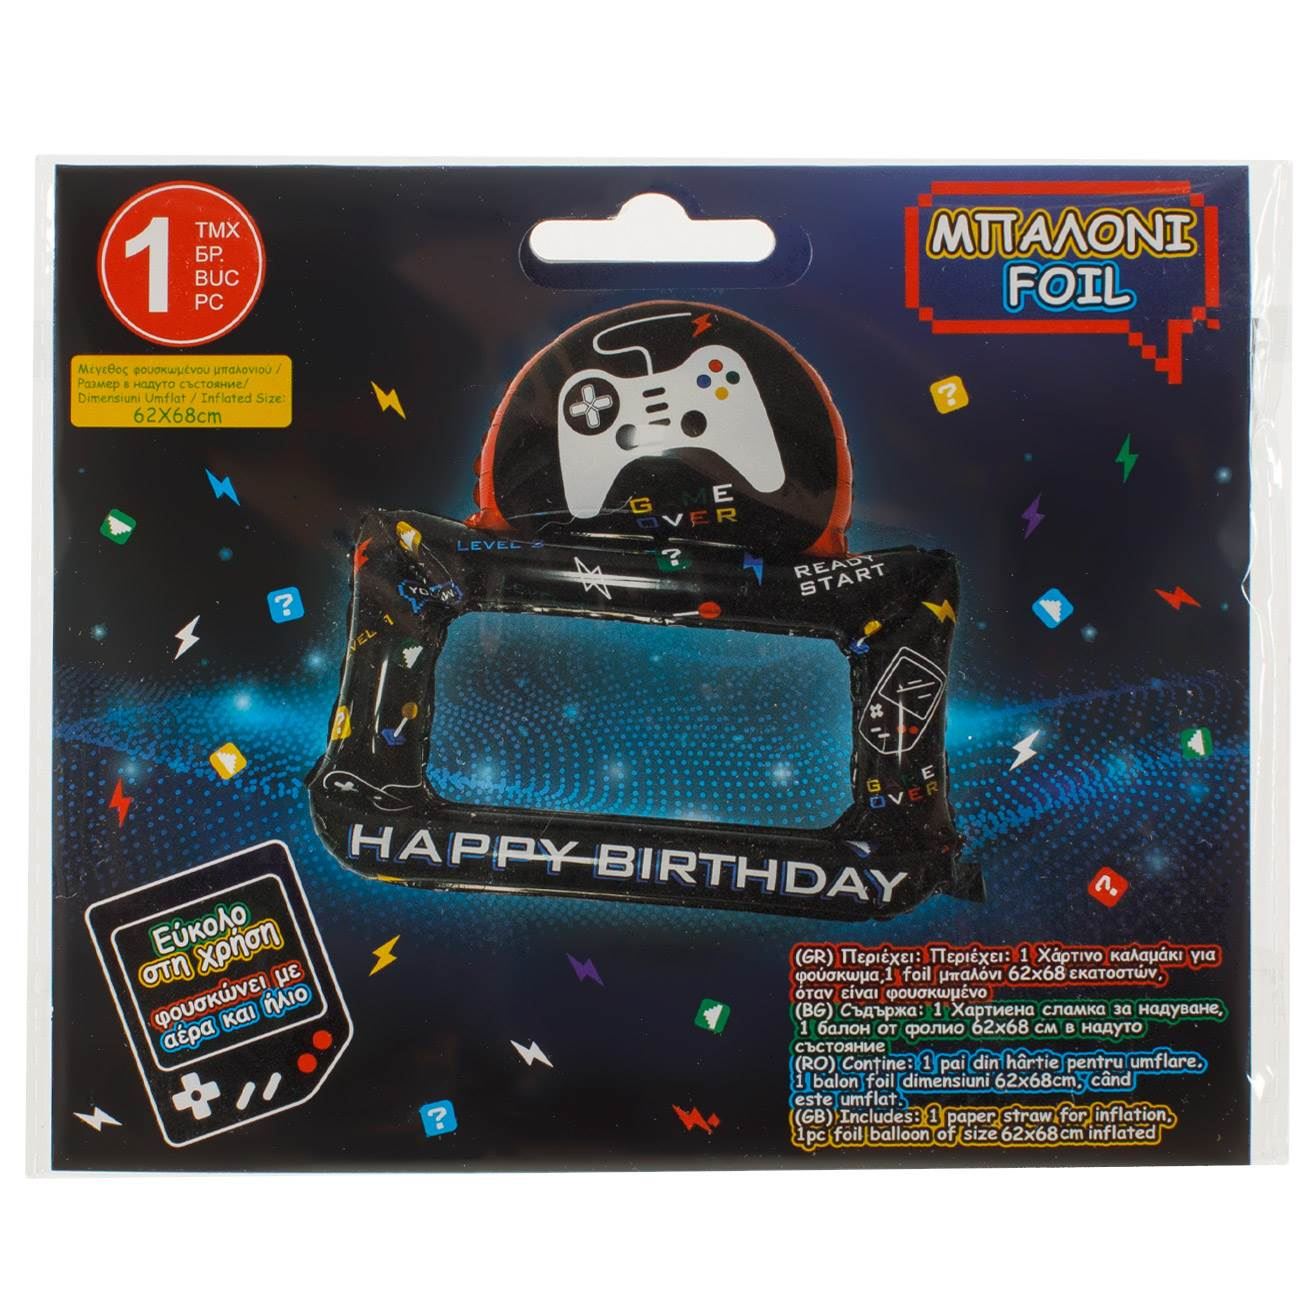 1
ΤΜΧ
БР.
BUC
PC
ΜΠΑΛΟΝΙ
FOIL
Μέγεθος φουσκωμένου μπαλονιού /
Размер в надуто състояние/
Dimensiuni Umflat / Inflated Size:
62X68cm
GAME
OVER
LEVEL
READY
START
YOU
LEVEL 1
GAME
OVER
HAPPY BIRTHDAY
Εύκολο
στη χρήση
φουσκώνει με
αέρα και ήλιο
(GR) Περιέχει: Περιέχει: 1 Χάρτινο καλαμάκι για
φούσκωμα,1 foil μπαλόνι 62x68 εκατοστών,
όταν είναι φουσκωμένο
(BG) Съдържа: 1 Хартиена сламка за надуване,
1 балон от фолио 62x68 см в надуто
състояние
(RO) Conține: 1 pai din hârtie pentru umflare.
1 balon foil dimensiuni 62x68cm, când
este umflat.
(GB) Includes: 1 paper straw for inflation,
1pc foil balloon of size 62x68cm inflated